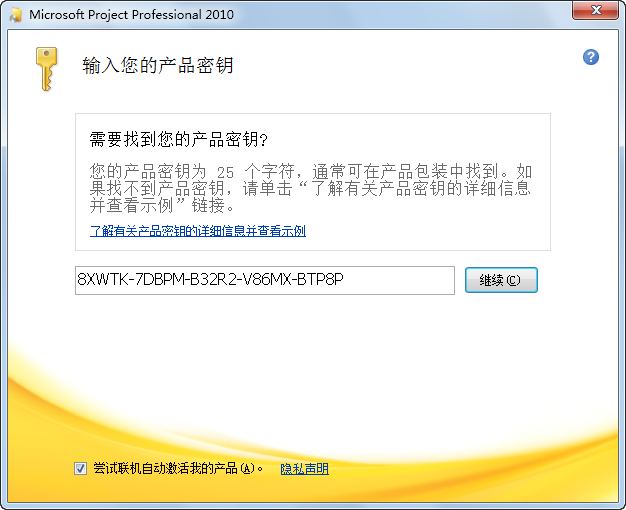 Microsoft Project Professional 2010
输入您的产品密钥
需要找到您的产品密钥?
您的产品密钥为 25 个字符，通常可在产品包装中找到。如
果找不到产品密钥，请单击“了解有关产品密钥的详细信息
并查看示例”链接。
了解有关产品密钥的详细信息并查看示例
8XWTK-7DBPM-B32R2-V86MX-BTP8P
继续(C)
尝试联机自动激活我的产品(A)。 隐私声明